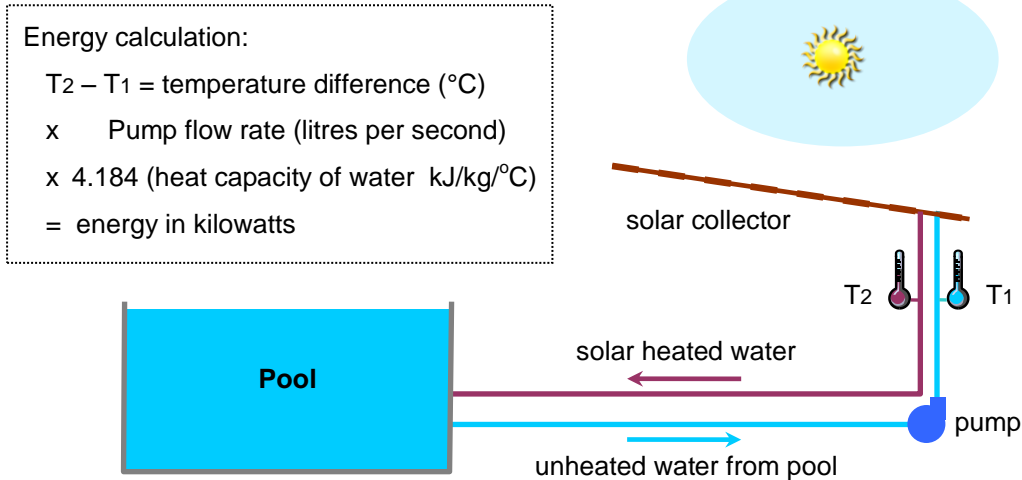 Energy calculation:
T2 – T1 = temperature difference (°C)
x Pump flow rate (litres per second)
x 4.184 (heat capacity of water kJ/kg/°C)
= energy in kilowatts
solar collector
T2
T1
solar heated water
Pool
pump
unheated water from pool